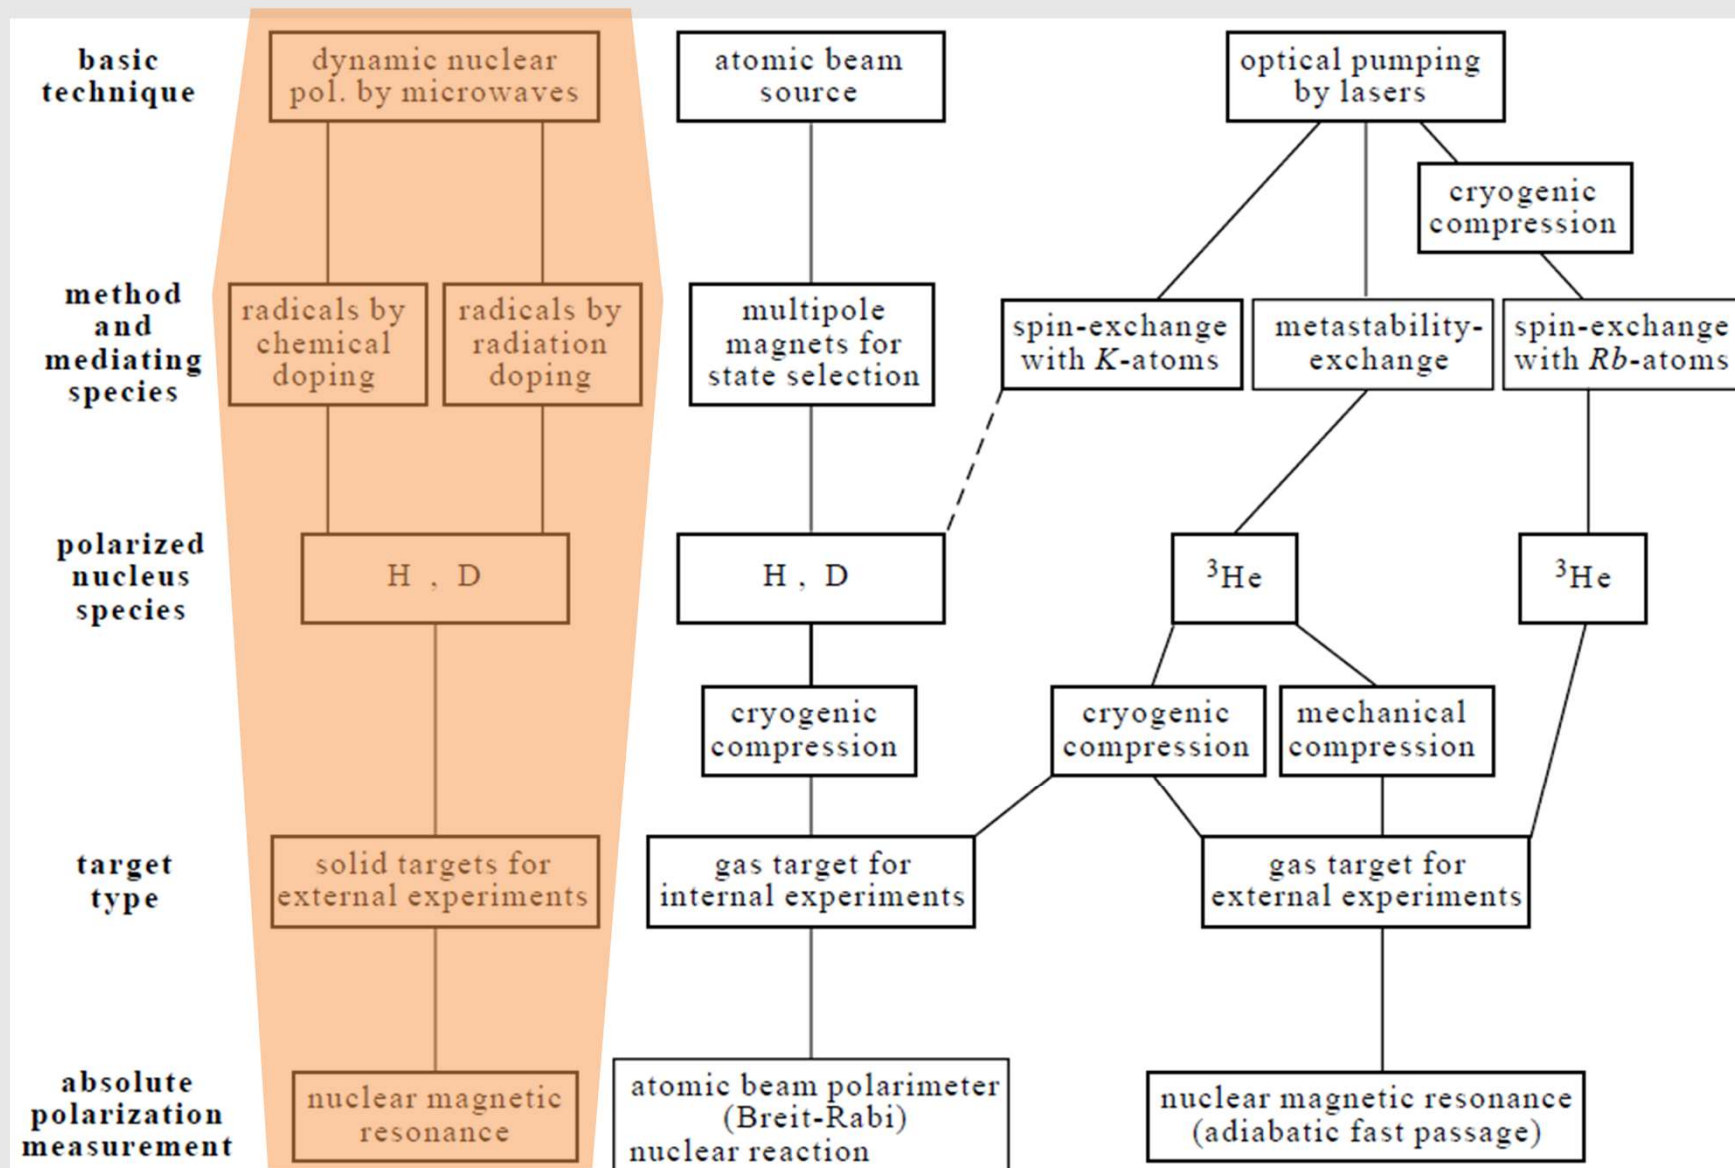 basic
technique
dynamic nuclear
pol. by microwaves
atomic beam
source
optical pumping
by lasers
cryogenic
compression
method
and
mediating
species
radicals by
chemical
doping
radicals by
radiation
doping
multipole
magnets for
state selection
spin-exchange
with K-atoms
metastability-
exchange
spin-exchange
with Rb-atoms
polarized
nucleus
species
H , D
H , D
³He
³He
cryogenic
compression
cryogenic
compression
mechanical
compression
target
type
solid targets for
external experiments
gas target for
internal experiments
gas target for
external experiments
absolute
polarization
measurement
nuclear magnetic
resonance
atomic beam polarimeter
(Breit-Rabi)
nuclear reaction
nuclear magnetic resonance
(adiabatic fast passage)